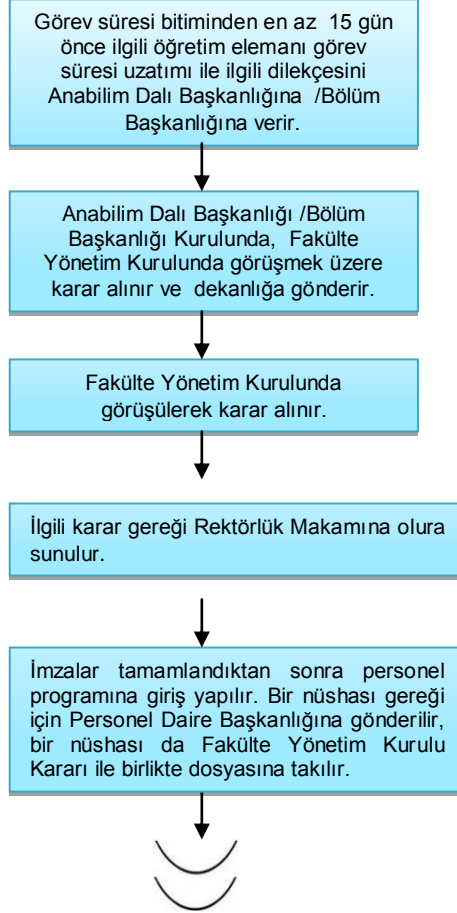 Görev süresi bitiminden en az 15 gün
önce ilgili öğretim elemanı görev
süresi uzatımı ile ilgili dilekçesini
Anabilim Dalı Başkanlığına /Bölüm
Başkanlığına verir.
Anabilim Dalı Başkanlığı /Bölüm
Başkanlığı Kurulunda, Fakülte
Yönetim Kurulunda görüşmek üzere
karar alınır ve dekanlığa gönderir.
Fakülte Yönetim Kurulunda
görüşülerek karar alınır.
İlgili karar gereği Rektörlük Makamına olura
sunulur.
İmzalar tamamlandıktan sonra personel
programına giriş yapılır. Bir nüshası gereği
için Personel Daire Başkanlığına gönderilir,
bir nüshası da Fakülte Yönetim Kurulu
Kararı ile birlikte dosyasına takılır.